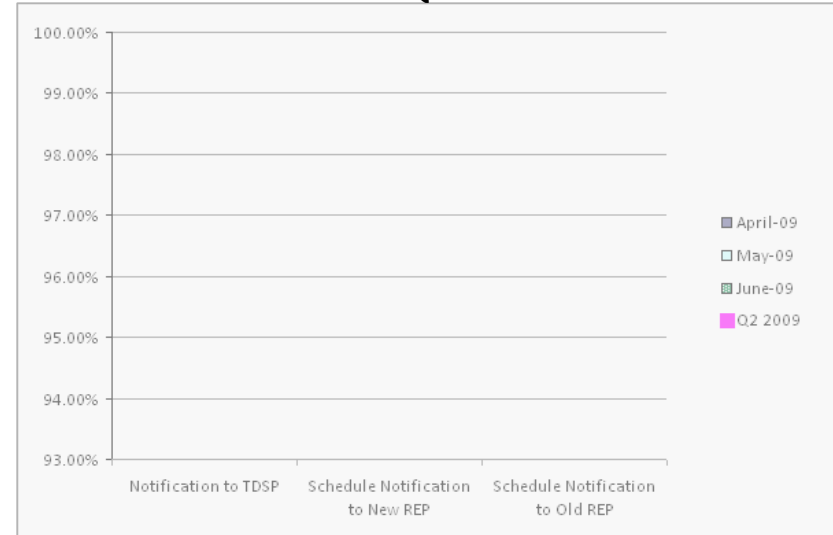 100.00%
99.00%
98.00%
97.00%
96.00%
95.00%
94.00%
93.00%
Notification to TDSP
Schedule Notification
to New REP
Schedule Notification
to Old REP
April-09
May-09
June-09
Q2 2009